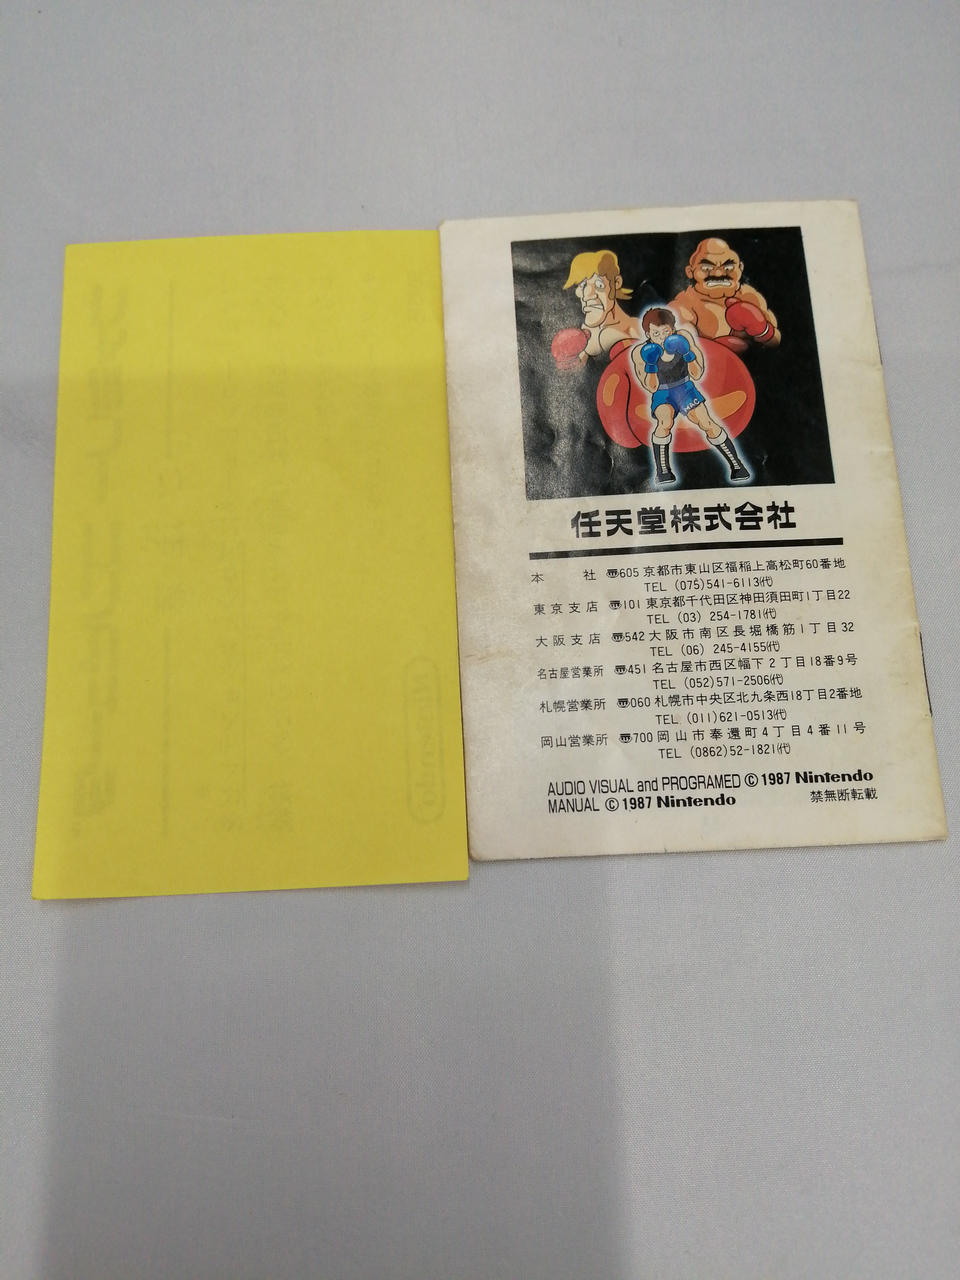 MAC
任天堂株式会社
本社 〠605 京都市東山区福稲上高松町60番地
TEL (075)541-6113㈹
東京支店 〠101 東京都千代田区神田須田町1丁目22
TEL (03) 254-1781㈹
大阪支店 〠542 大阪市南区長堀橋筋1丁目32
TEL (06) 245-4155㈹
名古屋営業所 〠451 名古屋市西区幅下2丁目18番9号
TEL (052)571-2506㈹
札幌営業所 〠060 札幌市中央区北九条西18丁目2番地
TEL (011)621-0513㈹
岡山営業所 〠700 岡山市奉還町4丁目4番11号
TEL (0862)52-1821㈹
AUDIO VISUAL and PROGRAMED © 1987 Nintendo
MANUAL © 1987 Nintendo 禁無断転載